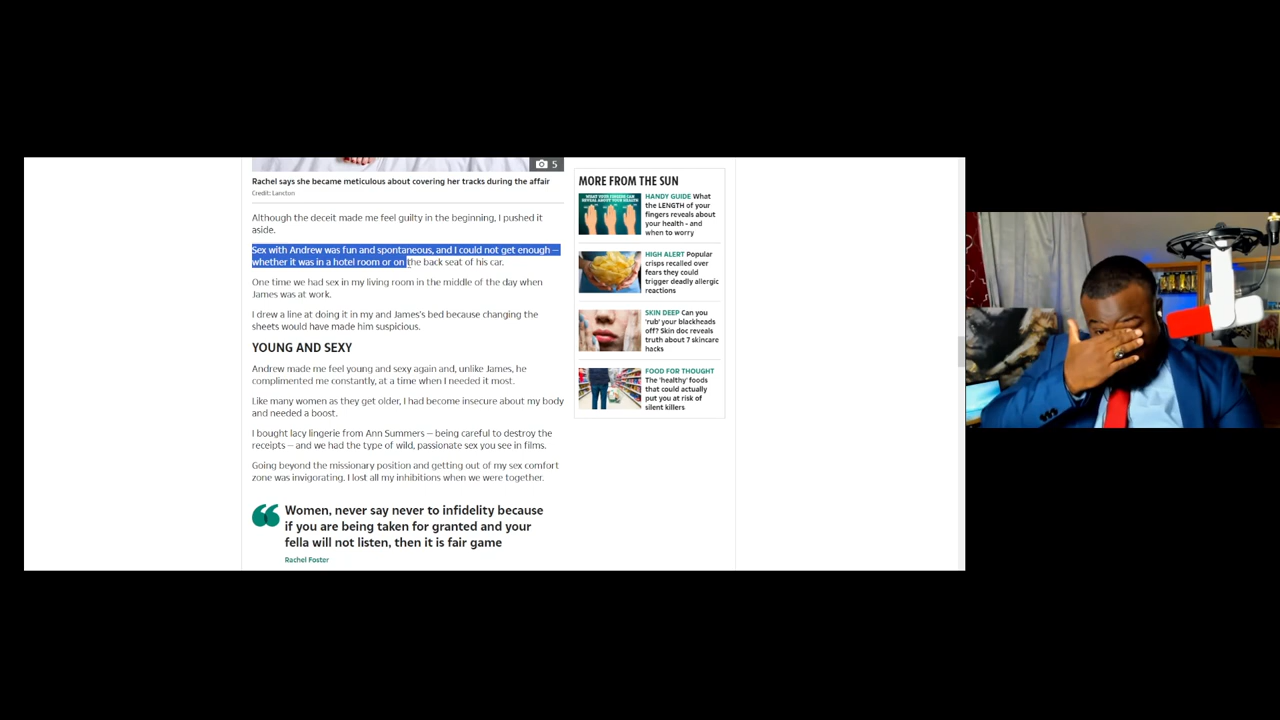 5
Rachel says she became meticulous about covering her tracks during the affair
Credit: Lancton
Although the deceit made me feel guilty in the beginning, I pushed it
aside.
Sex with Andrew was fun and spontaneous, and I could not get enough —
whether it was in a hotel room or on the back seat of his car.
One time we had sex in my living room in the middle of the day when
James was at work.
I drew a line at doing it in my and James's bed because changing the
sheets would have made him suspicious.
YOUNG AND SEXY
Andrew made me feel young and sexy again and, unlike James, he
complimented me constantly, at a time when I needed it most.
Like many women as they get older, I had become insecure about my body
and needed a boost.
I bought lacy lingerie from Ann Summers — being careful to destroy the
receipts — and we had the type of wild, passionate sex you see in films.
Going beyond the missionary position and getting out of my sex comfort
zone was invigorating. I lost all my inhibitions when we were together.
Women, never say never to infidelity because
if you are being taken for granted and your
fella will not listen, then it is fair game
Rachel Foster
MORE FROM THE SUN
WHAT YOUR FINGERS CAN
REVEAL ABOUT YOUR HEALTH
HANDY GUIDE What
the LENGTH of your
fingers reveals about
your health - and
when to worry
HIGH ALERT Popular
crisps recalled over
fears they could
trigger deadly allergic
reactions
SKIN DEEP Can you
'rub' your blackheads
off? Skin doc reveals
truth about 7 skincare
hacks
FOOD FOR THOUGHT
The 'healthy' foods
that could actually
put you at risk of
silent killers